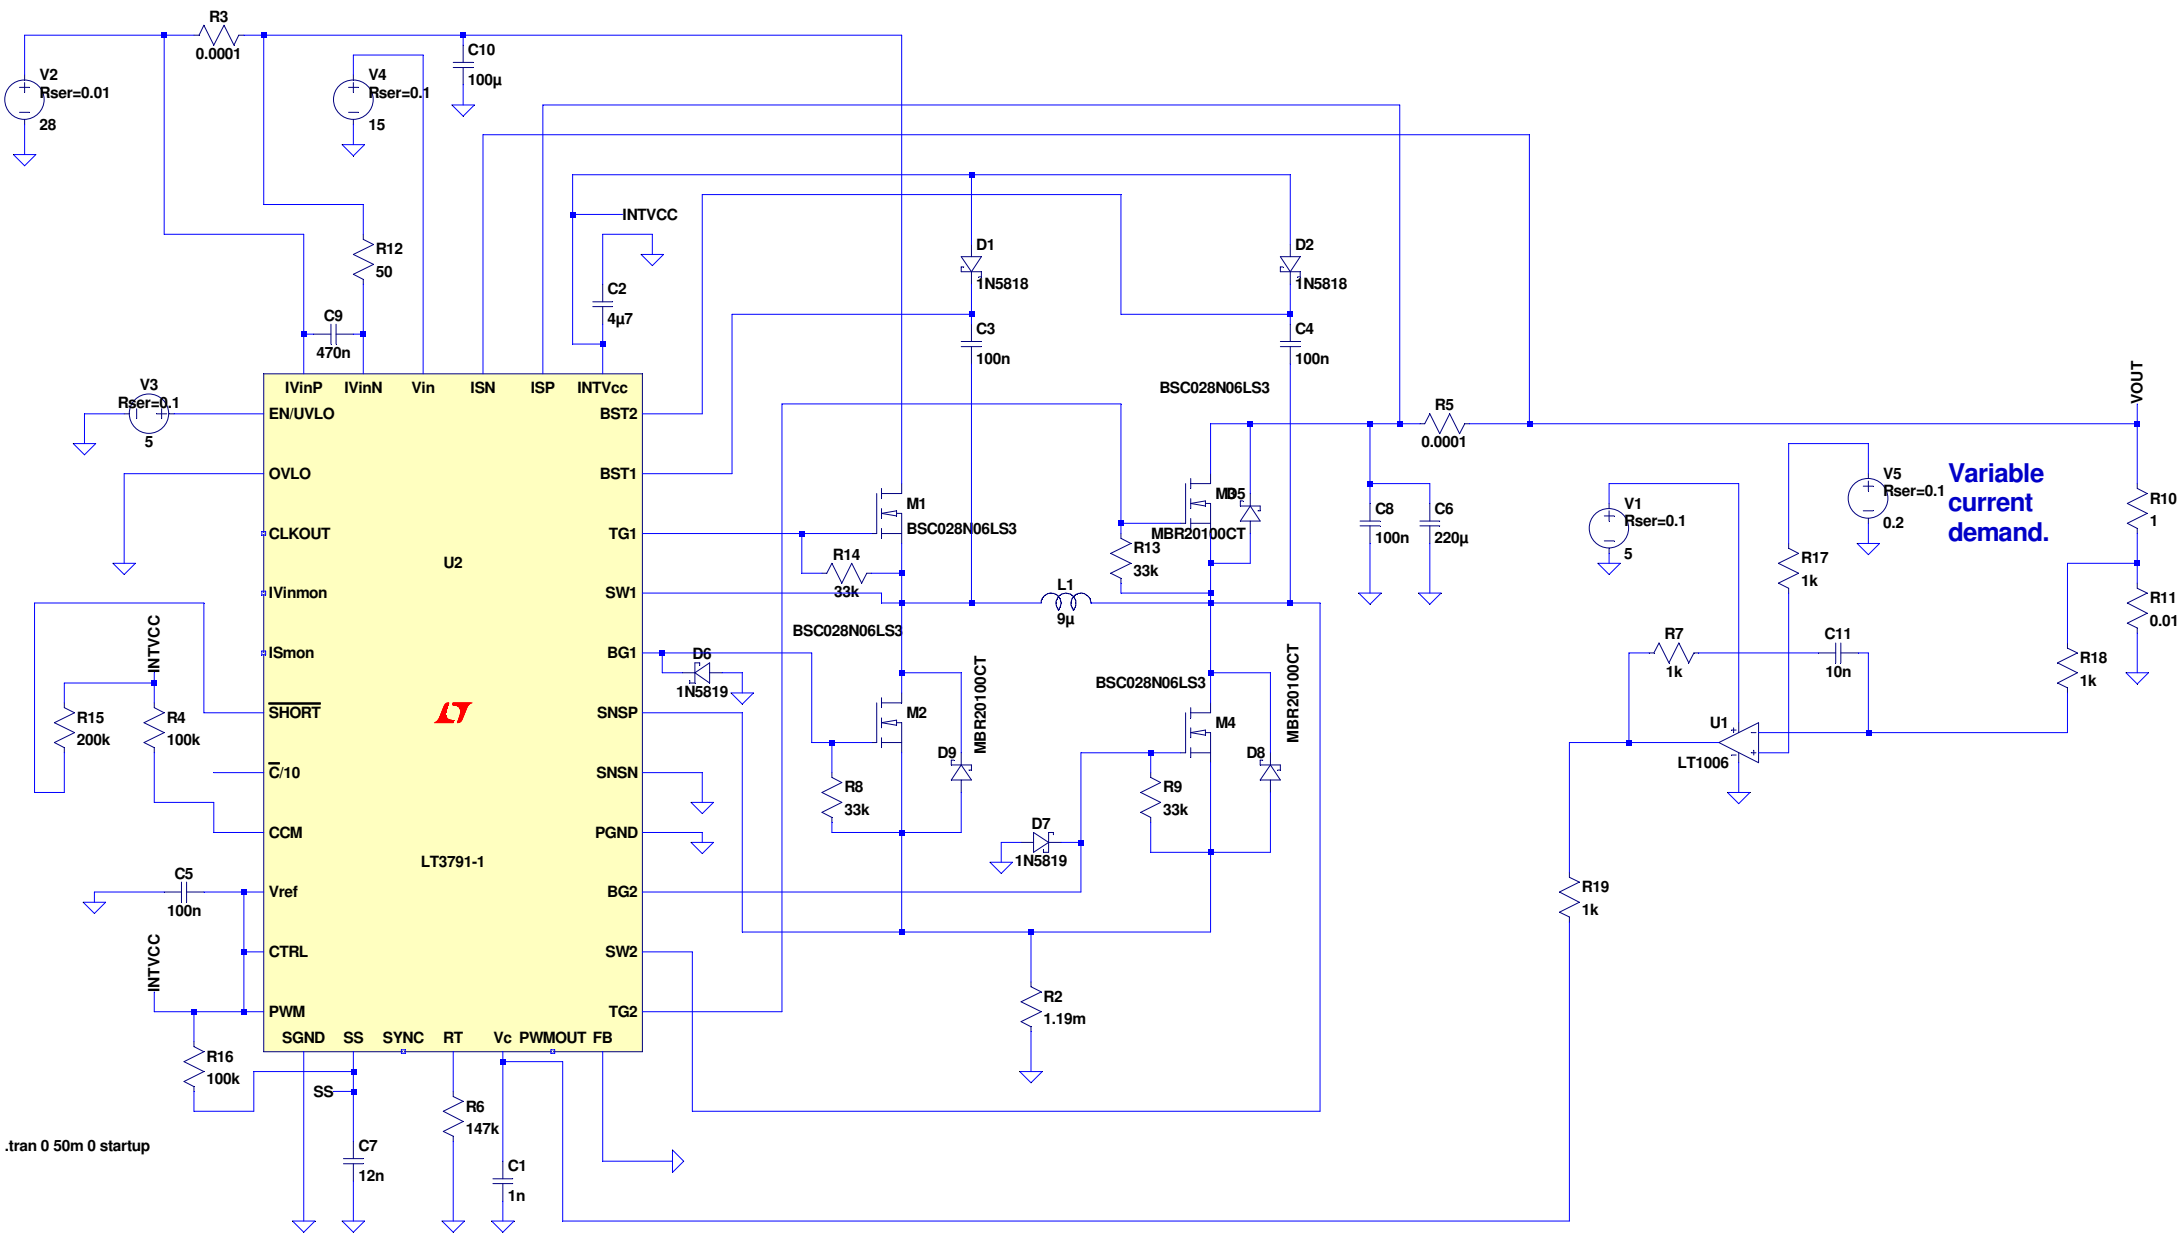 R3
0.0001
V2
Rser=0.01
28
V4
Rser=0.1
15
C10
100µ
INTVCC
R12
50
C2
4µ7
D1
1N5818
D2
1N5818
C9
470n
C3
100n
C4
100n
V3
Rser=0.1
5
IVinP
IVinN
Vin
ISN
ISP
INTVcc
EN/UVLO
OVLO
CLKOUT
IVinmon
ISmon
SHORT
C/10
CCM
Vref
CTRL
PWM
SGND
SS
SYNC
RT
Vc
PWMOUT
FB
BST2
BST1
TG1
SW1
BG1
SNSP
SNSN
PGND
BG2
SW2
TG2
U2
LT
LT3791-1
BSC028N06LS3
R5
0.0001
VOUT
M1
BSC028N06LS3
M3
D5
MBR20100CT
R14
33k
R13
33k
L1
9µ
C8
100n
C6
220µ
V1
Rser=0.1
5
V5
Rser=0.1
0.2
Variable
current
demand.
R10
1
R11
0.01
R17
1k
R7
1k
C11
10n
R18
1k
U1
LT1006
R19
1k
BSC028N06LS3
D6
1N5819
M2
D9
MBR20100CT
R8
33k
BSC028N06LS3
M4
D8
MBR20100CT
R9
33k
D7
1N5819
R2
1.19m
INTVCC
R15
200k
R4
100k
C5
100n
INTVCC
R16
100k
SS
R6
147k
C7
12n
C1
1n
.tran 0 50m 0 startup